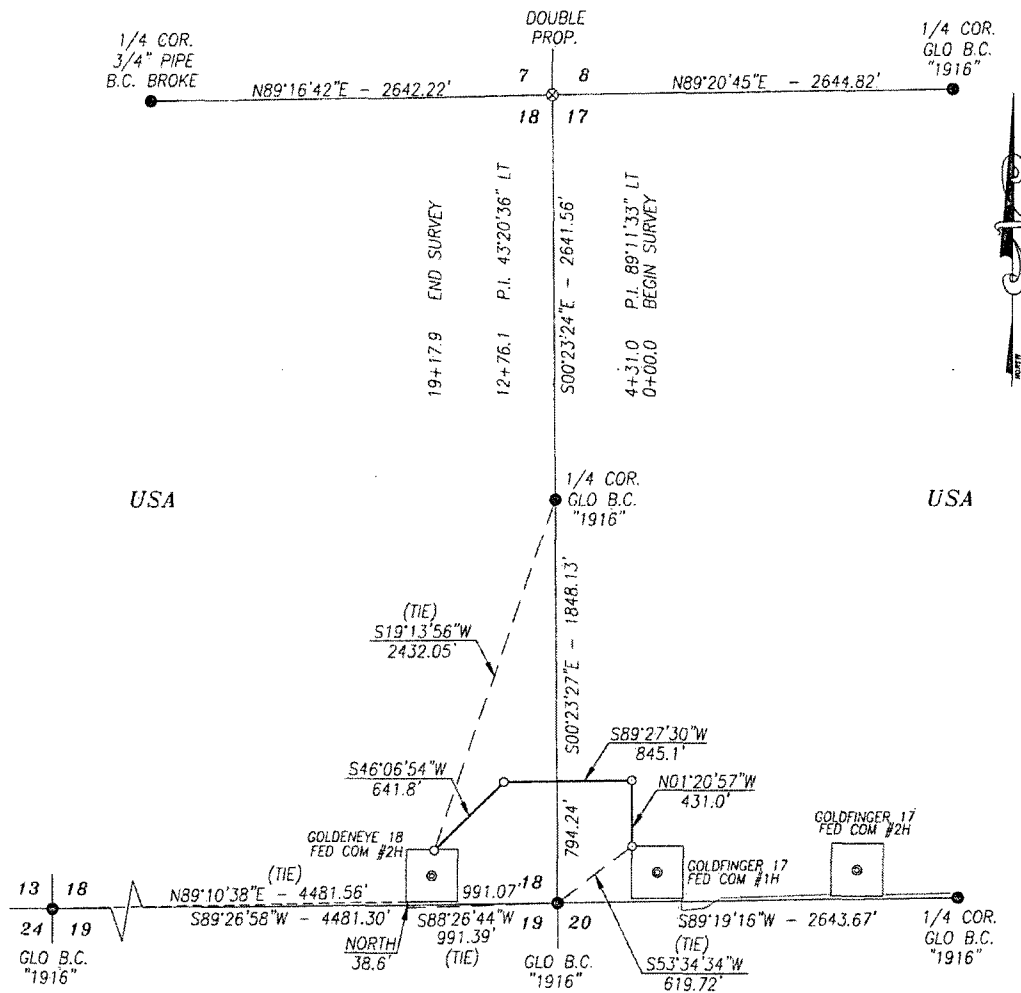 DOUBLE
PROP.
1/4 COR.
3/4" PIPE
B.C. BROKE
1/4 COR.
GLO B.C.
"1916"
N89°16'42"E - 2642.22'
7 8
N89°20'45"E - 2644.82'
18 17
19+17.9 END SURVEY
12+76.1 P.I. 43°20'36" LT
S00°23'24"E - 2641.56'
4+31.0 P.I. 89°11'33" LT
0+00.0 BEGIN SURVEY
NORTH
USA
1/4 COR.
GLO B.C.
"1916"
USA
(TIE)
S19°13'56"W
2432.05'
S00°23'27"E - 1848.13'
S89°27'30"W
845.1'
S46°06'54"W
641.8'
N01°20'57"W
431.0'
794.24'
GOLDENEYE 18
FED COM #2H
GOLDFINGER 17
FED COM #2H
GOLDFINGER 17
FED COM #1H
13 18
(TIE)
N89°10'38"E - 4481.56'
991.07'
18
24 19
S89°26'58"W - 4481.30'
S88°26'44"W
991.39'
(TIE)
19 20
S89°19'16"W - 2643.67'
NORTH
38.6'
(TIE)
S53°34'34"W
619.72'
GLO B.C.
"1916"
GLO B.C.
"1916"
1/4 COR.
GLO B.C.
"1916"